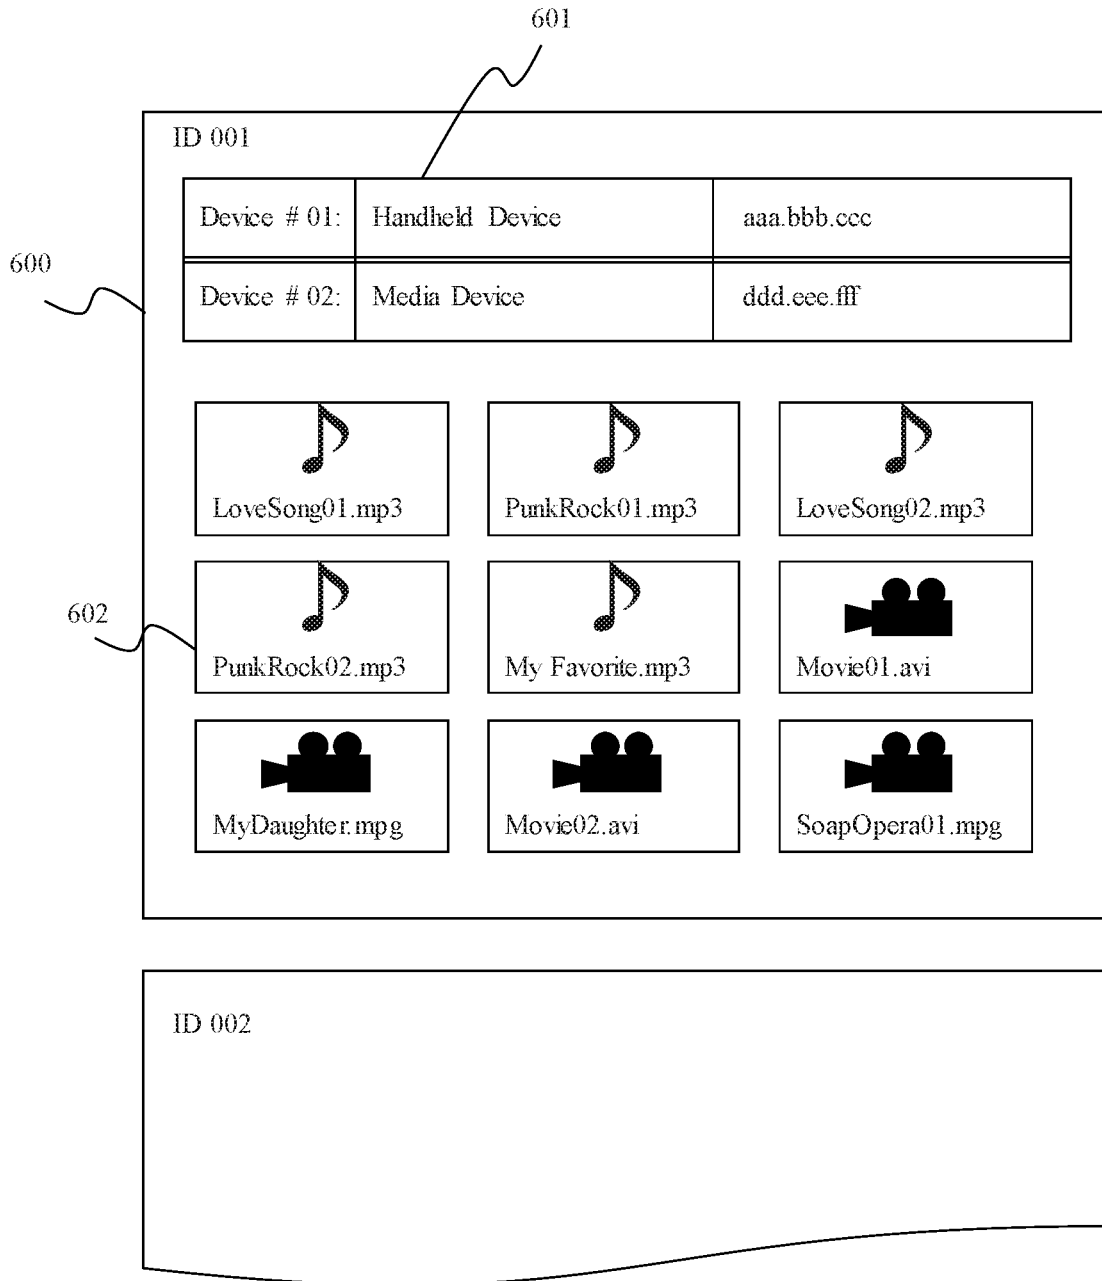 601
ID 001
Device # 01: Handheld Device aaa.bbb.ccc
600
Device # 02: Media Device ddd.eee.fff
LoveSong01.mp3 PunkRock01.mp3 LoveSong02.mp3
602
PunkRock02.mp3 My Favorite.mp3 Movie01.avi
MyDaughter.mpg Movie02.avi SoapOpera01.mpg
ID 002